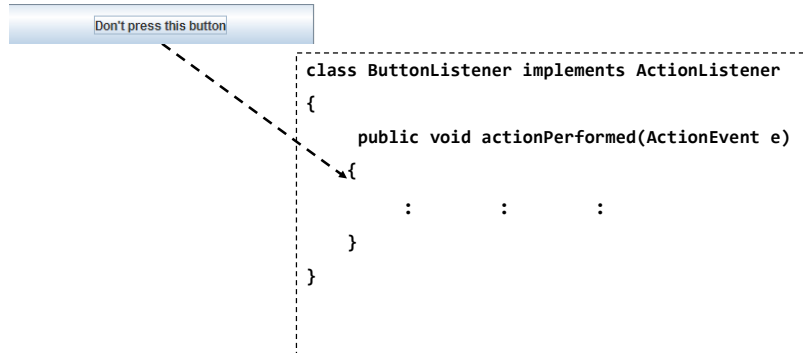 Don't press this button
class ButtonListener implements ActionListener
{
public void actionPerformed(ActionEvent e)
{
: : :
}
}